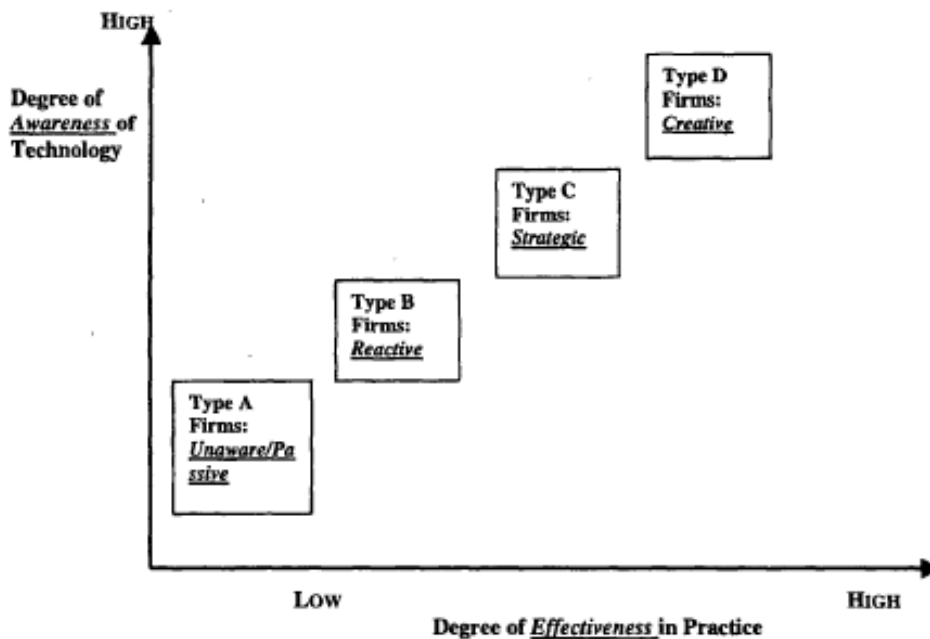 HIGH
Degree of
Awareness of
Technology
Type D
Firms:
Creative
Type C
Firms:
Strategic
Type B
Firms:
Reactive
Type A
Firms:
Unaware/Pa
ssive
LOW
HIGH
Degree of Effectiveness in Practice